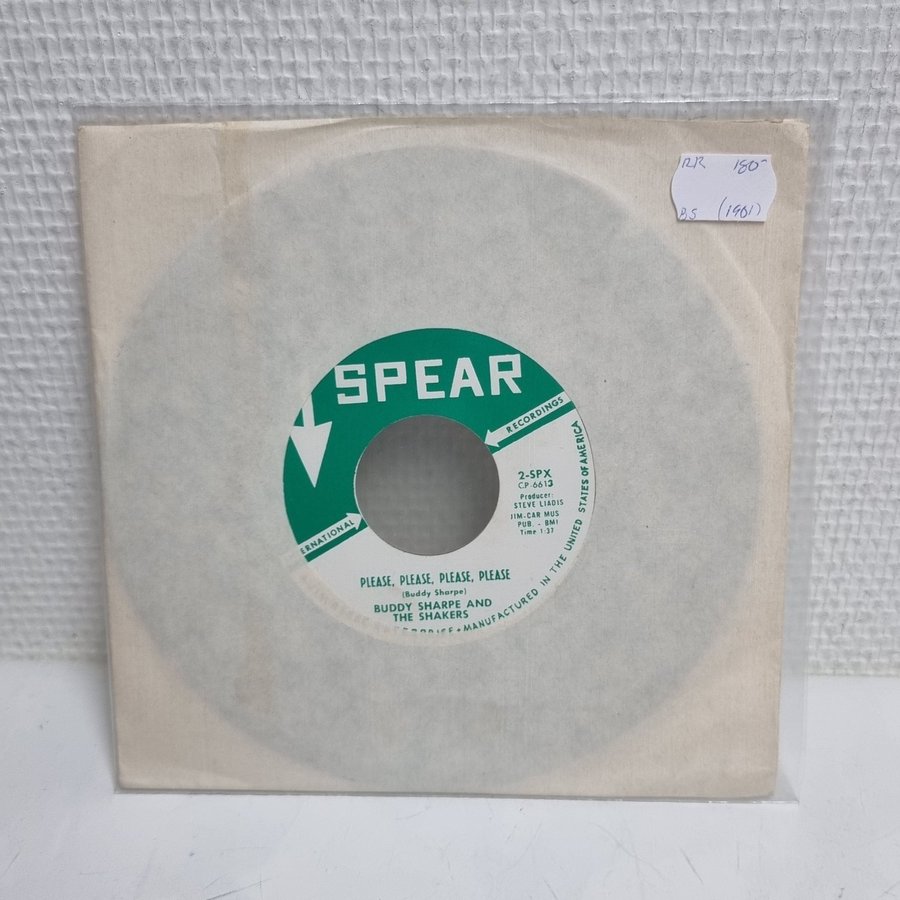 RR 180-
BS (1961)
SPEAR
RECORDINGS
ERNATIONAL
2-SPX
CP-6613
Producer:
STEVE LIADIS
JIM-CAR MUS
PUB. - BMI
Time 1:37
PLEASE, PLEASE, PLEASE, PLEASE
(Buddy Sharpe)
BUDDY SHARPE AND
THE SHAKERS
MANUFACTURED IN THE UNITED STATES OF AMERICA